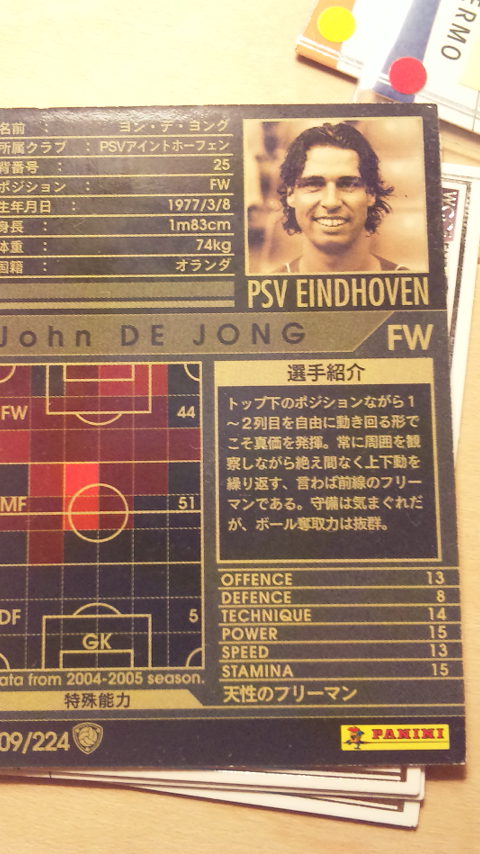 ERMO
名前 : ヨン・デ・ヨング
所属クラブ : PSVアイントホーフェン
背番号 : 25
ポジション : FW
生年月日 : 1977/3/8
身長 : 1m83cm
体重 : 74kg
国籍 : オランダ
PSV EINDHOVEN
John DE JONG
FW
FW 44
MF 51
DF 5
GK
ata from 2004-2005 season.
選手紹介
トップ下のポジションながら1
～2列目を自由に動き回る形で
こそ真価を発揮。常に周囲を観
察しながら絶え間なく上下動を
繰り返す、言わば前線のフリー
マンである。守備は気まぐれだ
が、ボール奪取力は抜群。
OFFENCE 13
DEFENCE 8
TECHNIQUE 14
POWER 15
SPEED 13
STAMINA 15
特殊能力
天性のフリーマン
09/224
PANINI